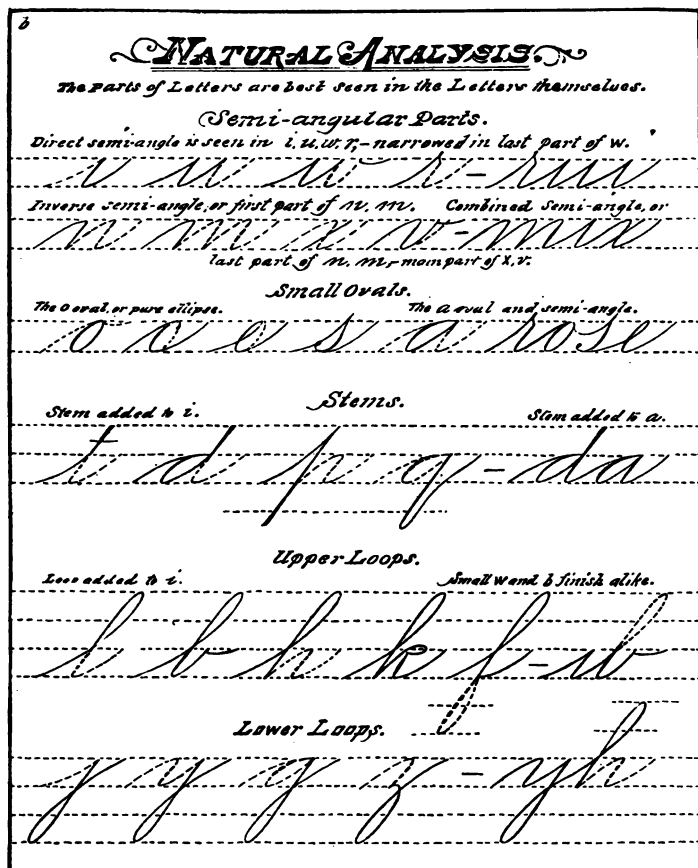 b
NATURAL ANALYSIS.
The Parts of Letters are best seen in the Letters themselves.
Semi-angular Parts.
Direct semi-angle is seen in i, u, w, r,- narrowed in last part of w.
i u w r - rui
Inverse semi-angle, or first part of n, m. Combined semi-angle, or
n m x v - mix
last part of n, m,- main part of x, v.
Small Ovals.
The O oval, or pure ellipse. The a oval and semi-angle.
o c e s a rose
Stems.
Stem added to i. Stem added to a.
t d p q - da
Upper Loops.
Loop added to i. Small w and b finish alike.
l b h k f - wb
Lower Loops.
j y g z - yh